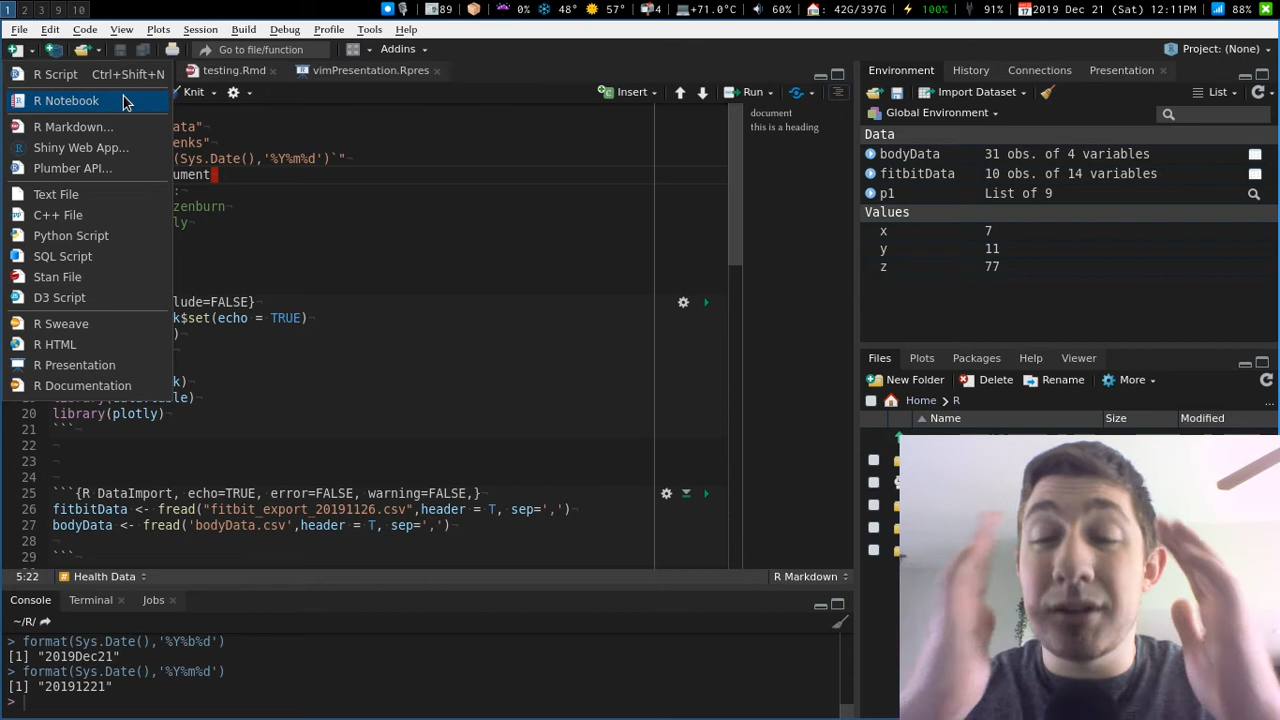 1 2 3 9 10
89 0% 48° 57° 4 +71.0°C 60% : 42G/397G 100% 91% 2019 Dec 21 (Sat) 12:11PM 88%
File Edit Code View Plots Session Build Debug Profile Tools Help
Go to file/function Addins Project: (None)
R Script Ctrl+Shift+N
R Notebook
R Markdown...
Shiny Web App...
Plumber API...
Text File
C++ File
Python Script
SQL Script
Stan File
D3 Script
R Sweave
R HTML
R Presentation
R Documentation
testing.Rmd vimPresentation.Rpres
Knit Insert Run
ata"
enks"
(Sys.Date(),'%Y%m%d')`"
ument
:
zenburn
ly
lude=FALSE}
k$set(echo = TRUE)
)
k)
)
20 library(plotly)
21 ```
22
23
24
25 ```{R DataImport, echo=TRUE, error=FALSE, warning=FALSE,}
26 fitbitData <- fread("fitbit_export_20191126.csv",header = T, sep=',')
27 bodyData <- fread('bodyData.csv',header = T, sep=',')
28
29 ```
document
this is a heading
5:22 Health Data R Markdown
Console Terminal Jobs
~/R/
> format(Sys.Date(),'%Y%b%d')
[1] "2019Dec21"
> format(Sys.Date(),'%Y%m%d')
[1] "20191221"
>
Environment History Connections Presentation
Import Dataset List
Global Environment
Data
bodyData 31 obs. of 4 variables
fitbitData 10 obs. of 14 variables
p1 List of 9
Values
x 7
y 11
z 77
Files Plots Packages Help Viewer
New Folder Delete Rename More
Home R ...
Name Size Modified